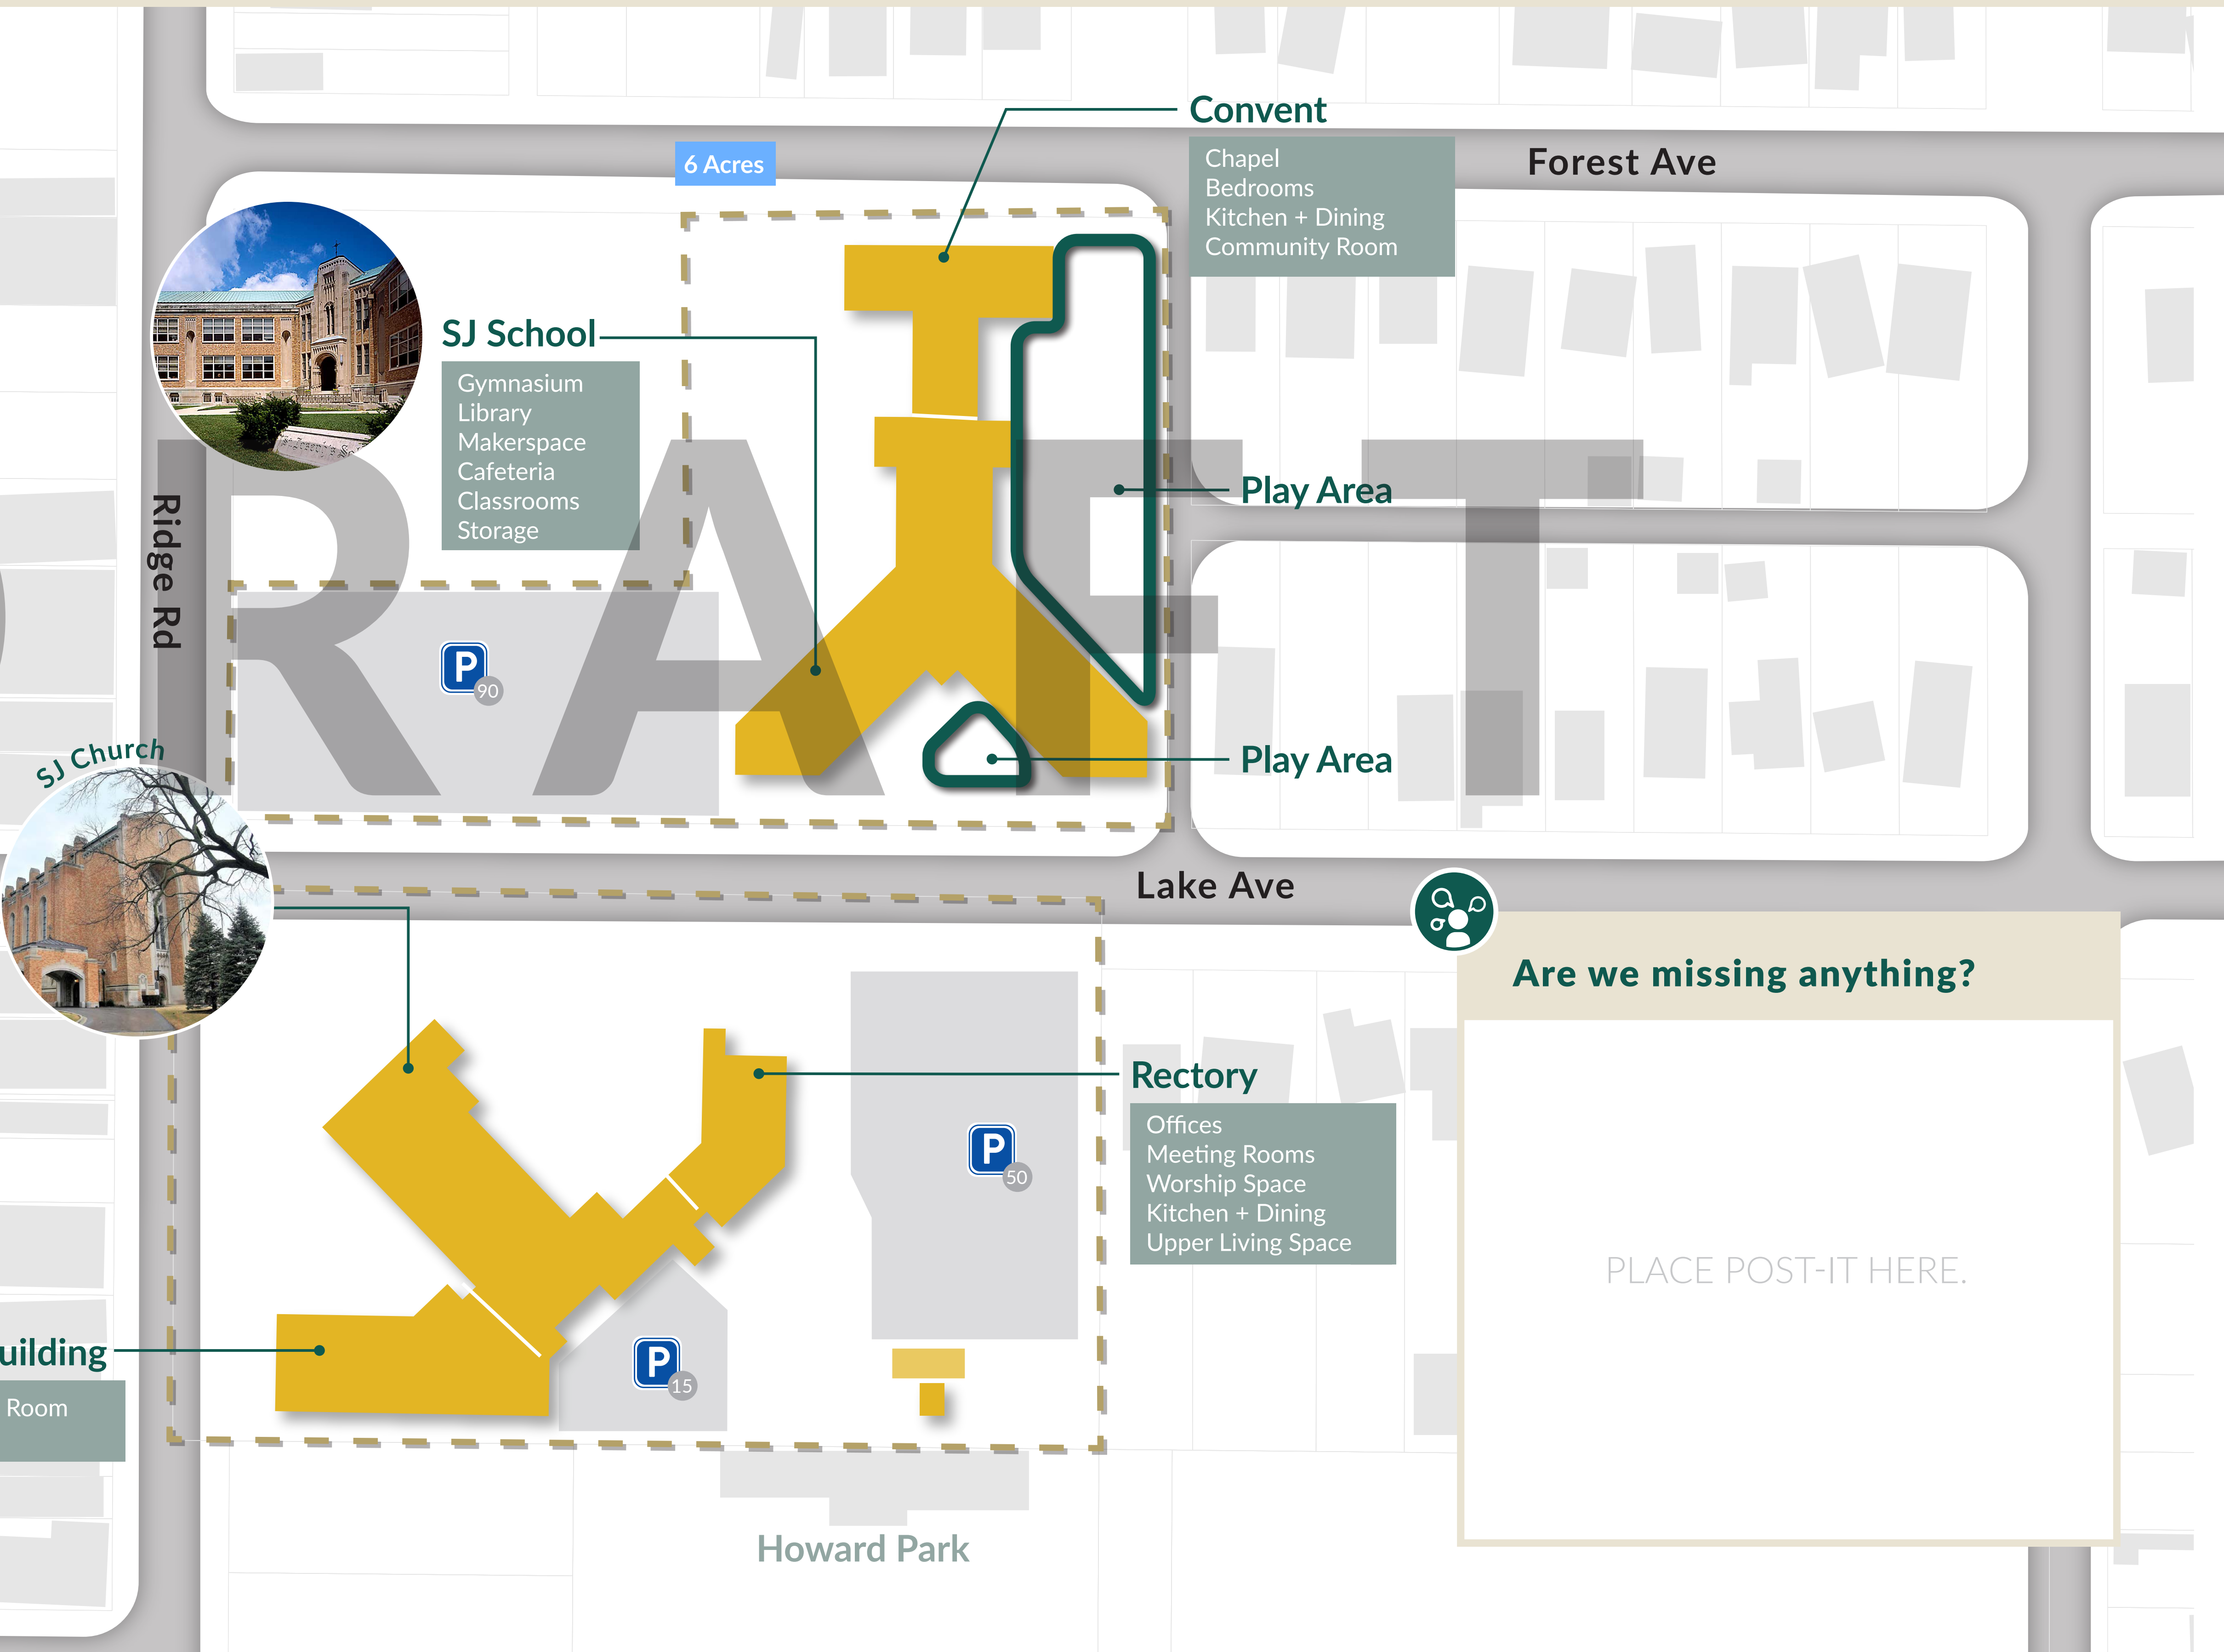 Convent
Chapel
Bedrooms
Kitchen + Dining
Community Room
Forest Ave
6 Acres
SJ School
Gymnasium
Library
Makerspace
Cafeteria
Classrooms
Storage
RAFT
Play Area
Ridge Rd
P
90
SJ Church
Play Area
Lake Ave
Are we missing anything?
PLACE POST-IT HERE.
Rectory
Offices
Meeting Rooms
Worship Space
Kitchen + Dining
Upper Living Space
P
50
uilding
Room
P
15
Howard Park